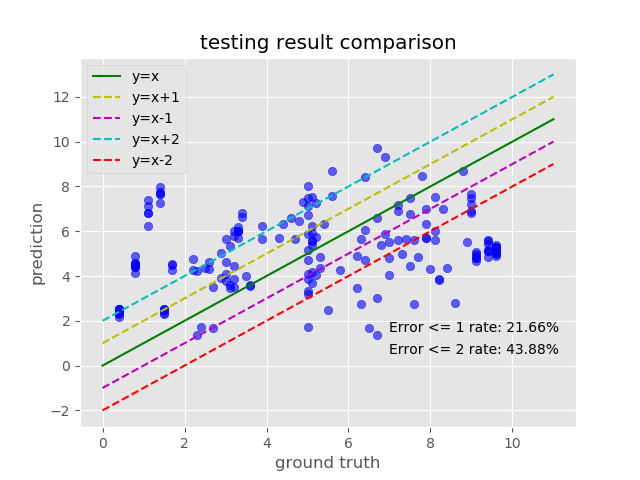 testing result comparison
y=x
y=x+1
y=x-1
y=x+2
y=x-2
12
10
8
6
4
2
0
−2
prediction
Error <= 1 rate: 21.66%
Error <= 2 rate: 43.88%
0 2 4 6 8 10
ground truth